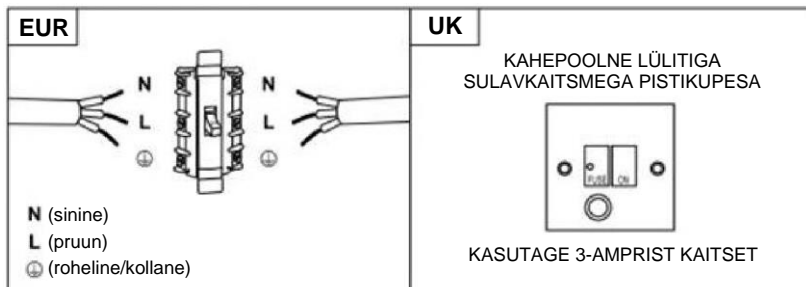 EUR
N
N
L
L
N (sinine)
L (pruun)
(roheline/kollane)
UK
KAHEPOOLNE LÜLITIGA
SULAVKAITSMEGA PISTIKUPESA
FUSE ON
KASUTAGE 3-AMPRIST KAITSET